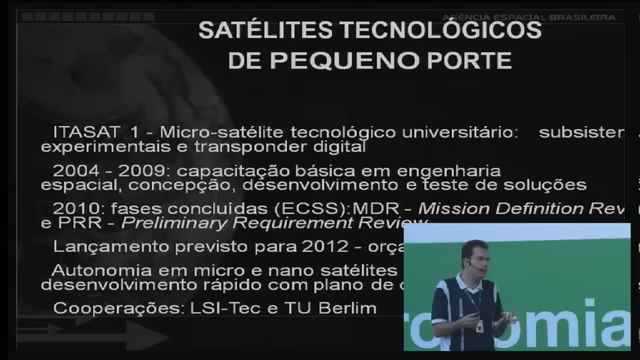 AGÊNCIA ESPACIAL BRASILEIRA
SATÉLITES TECNOLÓGICOS
DE PEQUENO PORTE
ITASAT 1 - Micro-satélite tecnológico universitário: subsisten
experimentais e transponder digital
2004 - 2009: capacitação básica em engenharia
espacial, concepção, desenvolvimento e teste de soluções
2010: fases concluídas (ECSS): MDR - Mission Definition Rev
e PRR - Preliminary Requirement Review
Lançamento previsto para 2012 - orça
Autonomia em micro e nano satélites
desenvolvimento rápido com plano de
Cooperações: LSI-Tec e TU Berlim
ronomia